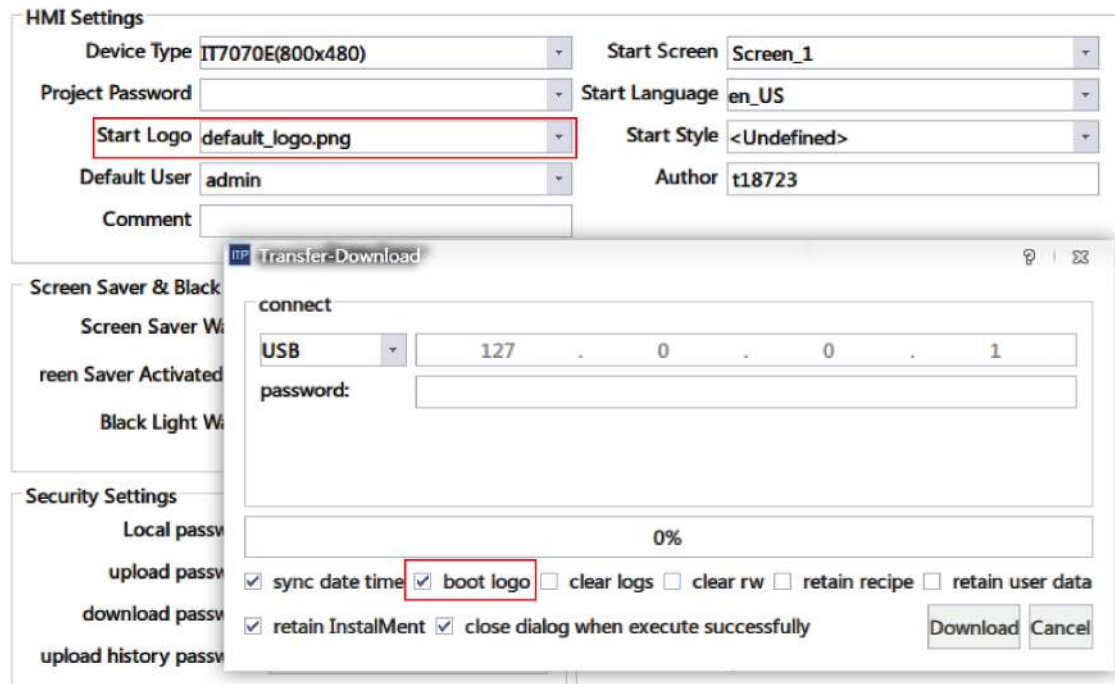 HMI Settings
Device Type IT7070E(800x480) Start Screen Screen_1
Project Password Start Language en_US
Start Logo default_logo.png Start Style <Undefined>
Default User admin Author t18723
Comment
ITP Transfer-Download
Screen Saver & Black
connect
Screen Saver Wa
USB 127 . 0 . 0 . 1
reen Saver Activated
password:
Black Light Wa
Security Settings
Local passw
0%
upload passw
sync date time boot logo clear logs clear rw retain recipe retain user data
download passw
retain InstalMent close dialog when execute successfully Download Cancel
upload history passw